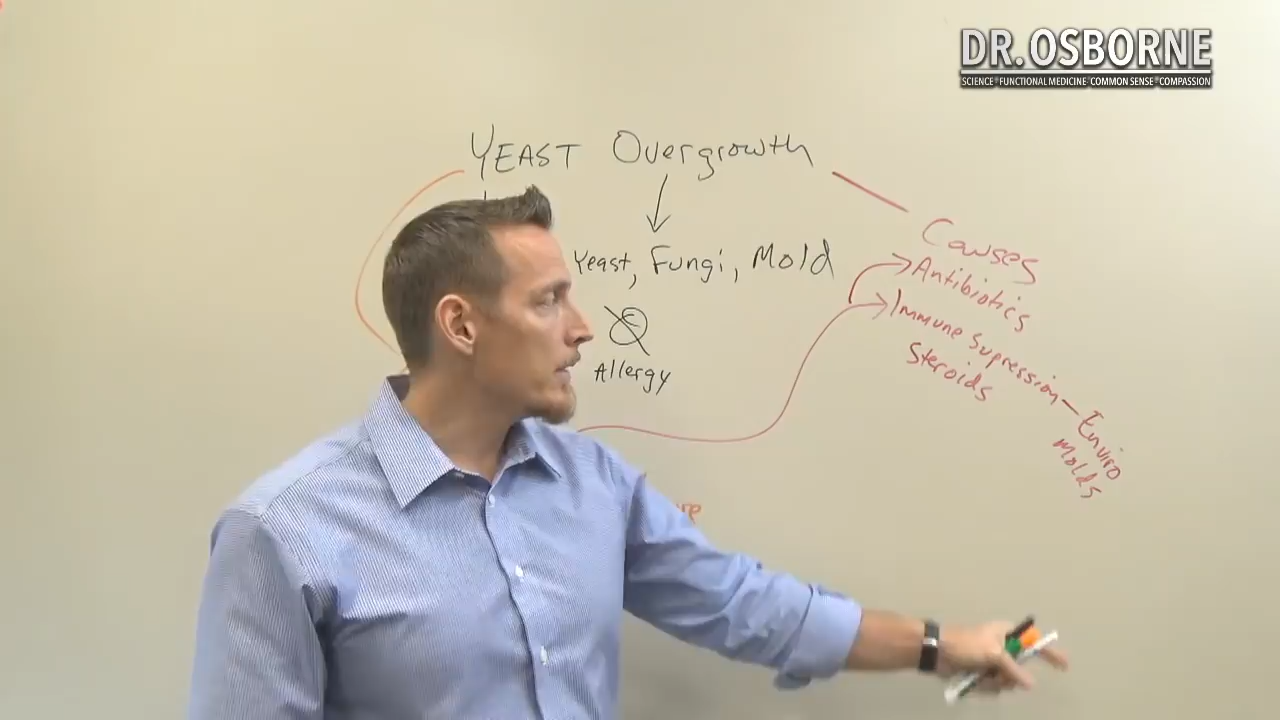 DR. OSBORNE
SCIENCE FUNCTIONAL MEDICINE COMMON SENSE COMPASSION
YEAST Overgrowth
Yeast, Fungi, Mold
Allergy
Causes
Antibiotics
Immune Supression - Enviro
Molds
Steroids
re